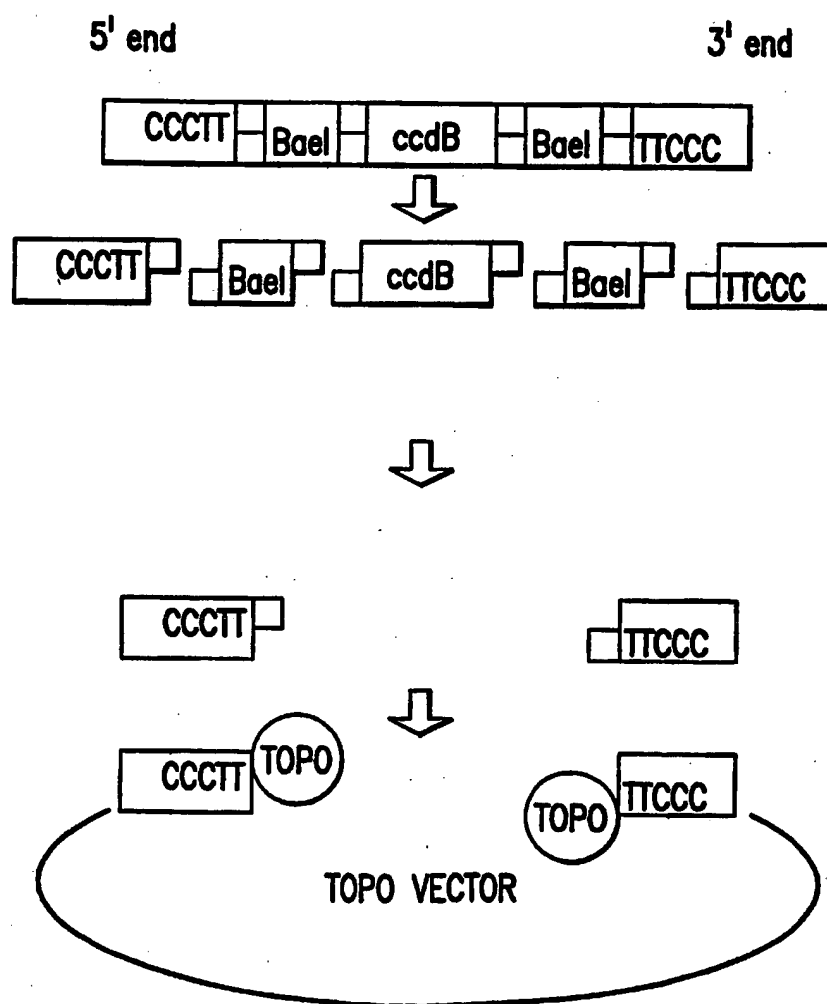 5' end 3' end
CCCTT BaeI ccdB BaeI TTCCC
CCCTT BaeI ccdB BaeI TTCCC
CCCTT TTCCC
CCCTT TOPO TOPO TTCCC
TOPO VECTOR